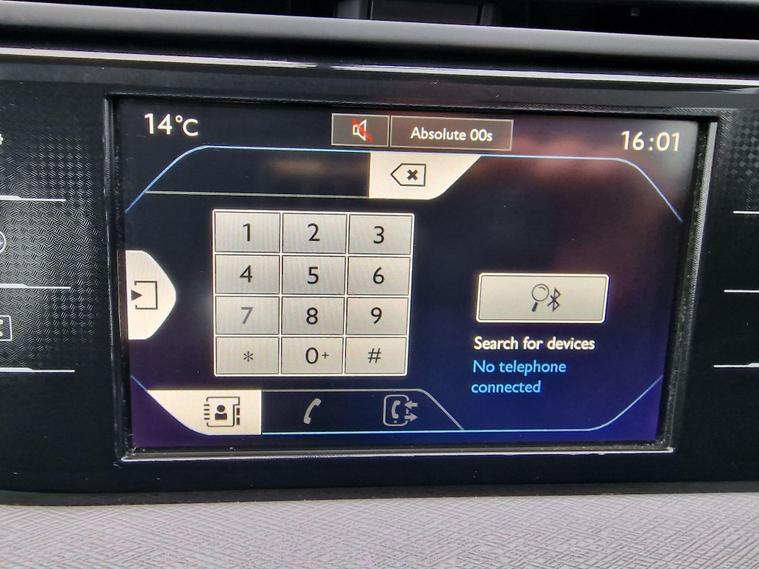 14°C
Absolute 00s
16:01
1 2 3
4 5 6
7 8 9
* 0+ #
Search for devices
No telephone
connected